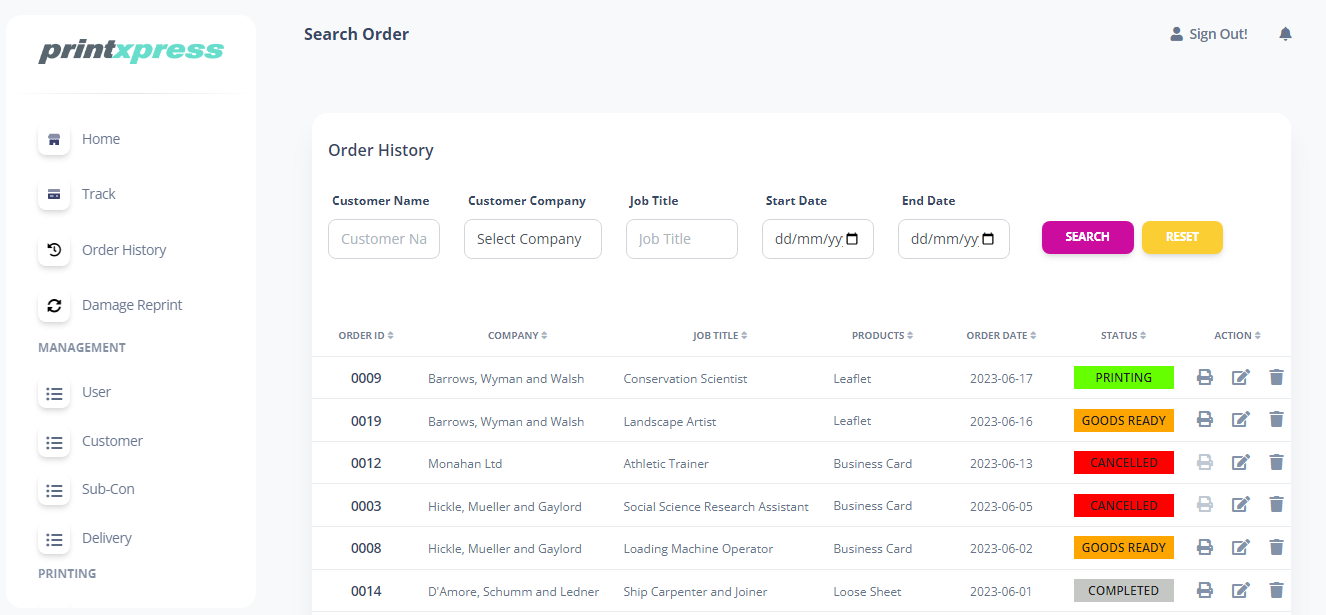 printxpress
Home
Track
Order History
Damage Reprint
MANAGEMENT
User
Customer
Sub-Con
Delivery
PRINTING
Search Order
Sign Out!
Order History
Customer Name Customer Company Job Title Start Date End Date
Customer Na Select Company Job Title dd/mm/yy dd/mm/yy SEARCH RESET
ORDER ID COMPANY JOB TITLE PRODUCTS ORDER DATE STATUS ACTION
0009 Barrows, Wyman and Walsh Conservation Scientist Leaflet 2023-06-17 PRINTING
0019 Barrows, Wyman and Walsh Landscape Artist Leaflet 2023-06-16 GOODS READY
0012 Monahan Ltd Athletic Trainer Business Card 2023-06-13 CANCELLED
0003 Hickle, Mueller and Gaylord Social Science Research Assistant Business Card 2023-06-05 CANCELLED
0008 Hickle, Mueller and Gaylord Loading Machine Operator Business Card 2023-06-02 GOODS READY
0014 D'Amore, Schumm and Ledner Ship Carpenter and Joiner Loose Sheet 2023-06-01 COMPLETED